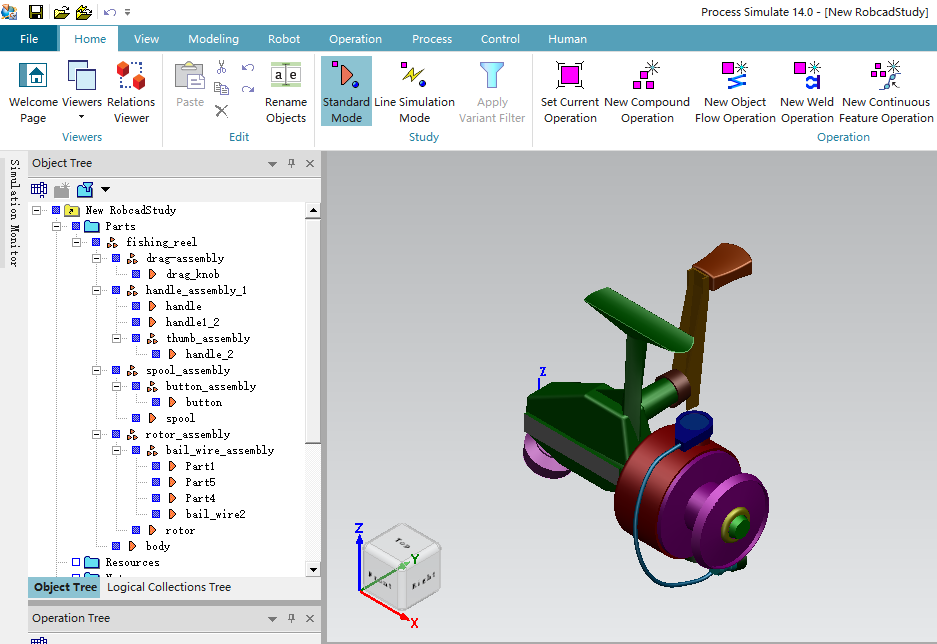 Process Simulate 14.0 - [New RobcadStudy]
File Home View Modeling Robot Operation Process Control Human
Welcome Page
Viewers
Relations Viewer
Paste
Rename Objects
Standard Mode
Line Simulation Mode
Apply Variant Filter
Set Current Operation
New Compound Operation
New Object Flow Operation
New Weld Operation
New Continuous Feature Operation
Viewers Edit Study Operation
Simulation Monitor
Object Tree
New RobcadStudy
Parts
fishing_reel
drag-assembly
drag_knob
handle_assembly_1
handle
handle1_2
thumb_assembly
handle_2
spool_assembly
button_assembly
button
spool
rotor_assembly
bail_wire_assembly
Part1
Part5
Part4
bail_wire2
rotor
body
Resources
Object Tree Logical Collections Tree
Operation Tree
Z
Z
Top
Y
Front Right
X